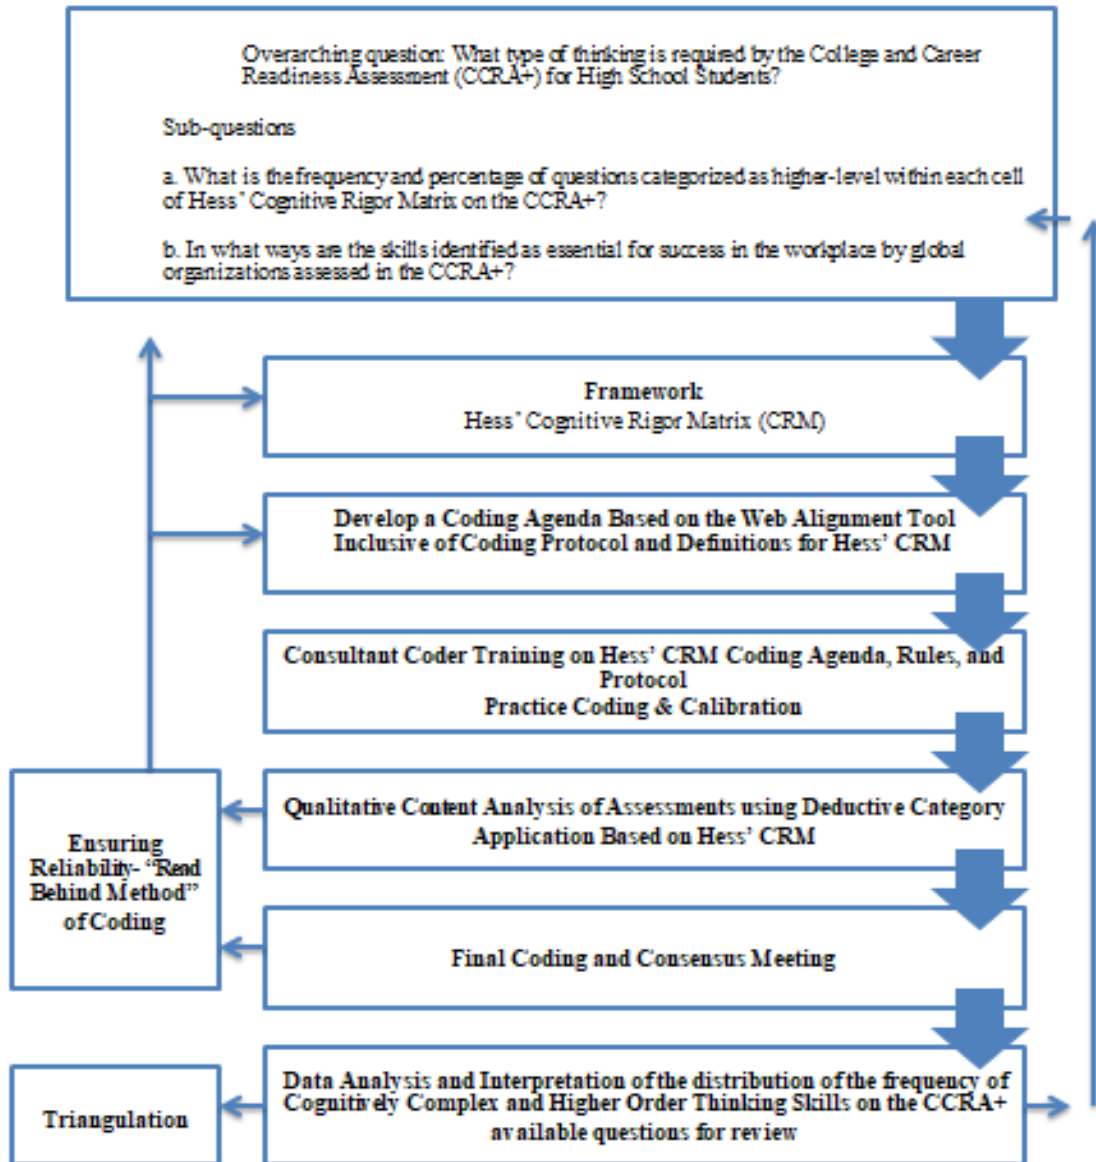 Overarching question: What type of thinking is required by the College and Career
Readiness Assessment (CCRA+) for High School Students?
Sub-questions
a. What is the frequency and percentage of questions categorized as higher-level within each cell
of Hess' Cognitive Rigor Matrix on the CCRA+?
b. In what ways are the skills identified as essential for success in the workplace by global
organizations assessed in the CCRA+?
Framework
Hess' Cognitive Rigor Matrix (CRM)
Develop a Coding Agenda Based on the Web Alignment Tool
Inclusive of Coding Protocol and Definitions for Hess' CRM
Consultant Coder Training on Hess' CRM Coding Agenda, Rules, and
Protocol
Practice Coding & Calibration
Qualitative Content Analysis of Assessments using Deductive Category
Application Based on Hess' CRM
Ensuring
Reliability- “Read
Behind Method”
of Coding
Final Coding and Consensus Meeting
Data Analysis and Interpretation of the distribution of the frequency of
Cognitively Complex and Higher Order Thinking Skills on the CCRA+
available questions for review
Triangulation